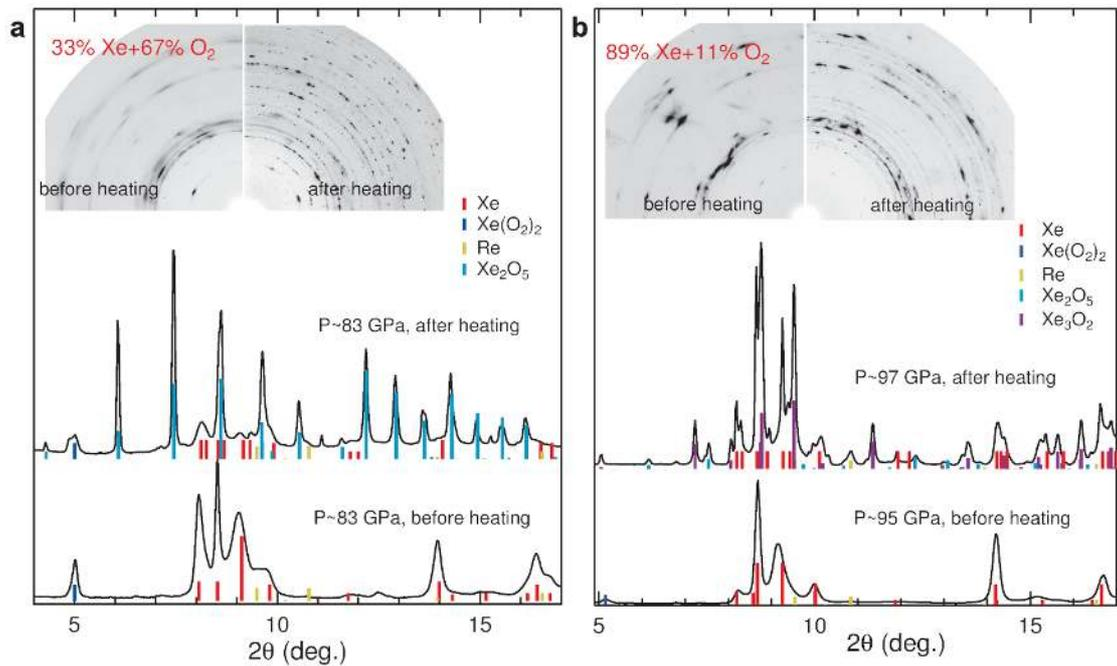 a
33% Xe+67% O₂
before heating
after heating
Xe
Xe(O₂)₂
Re
Xe₂O₅
P~83 GPa, after heating
P~83 GPa, before heating
5
10
15
2θ (deg.)
b
89% Xe+11% O₂
before heating
after heating
Xe
Xe(O₂)₂
Re
Xe₂O₅
Xe₃O₂
P~97 GPa, after heating
P~95 GPa, before heating
5
10
15
2θ (deg.)